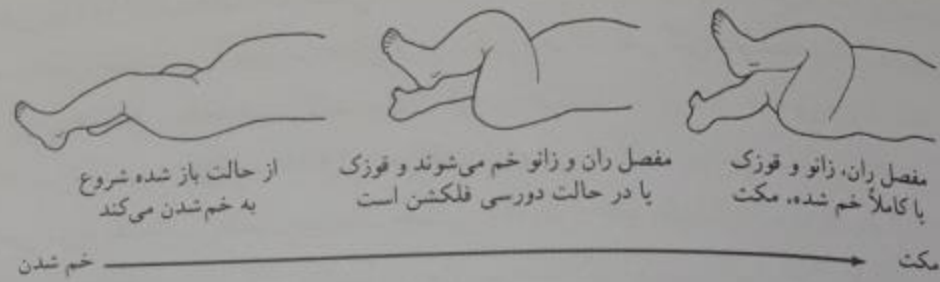 از حالت باز شده شروع
به خم‌شدن می‌کند
مفصل ران و زانو خم می‌شوند و قوزک
پا در حالت دورسی فلکشن است
مفصل ران، زانو و قوزک
پا کاملاً خم شده، مکث
خم شدن
مکث